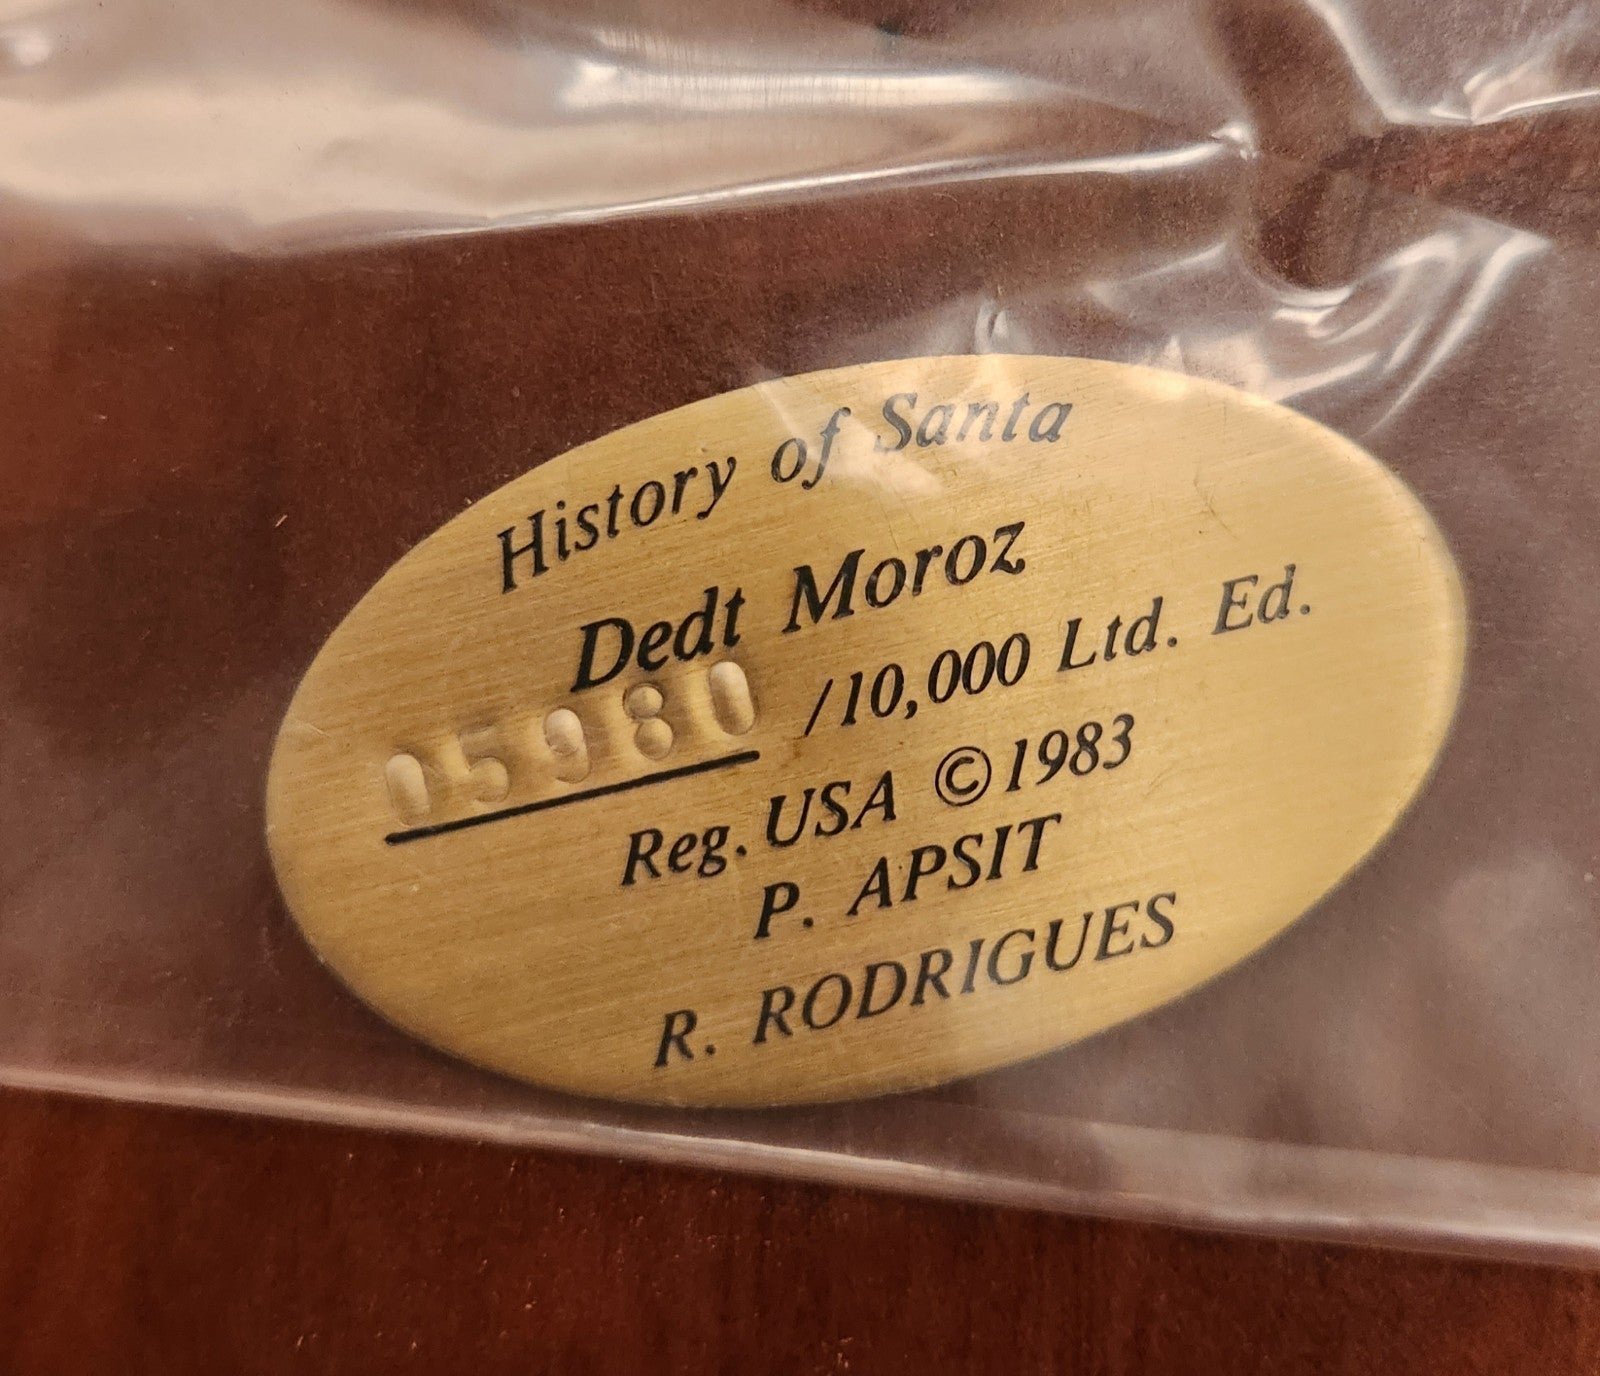 History of Santa
Dedt Moroz
05980 /10,000 Ltd. Ed.
Reg. USA ©1983
P. APSIT
R. RODRIGUES